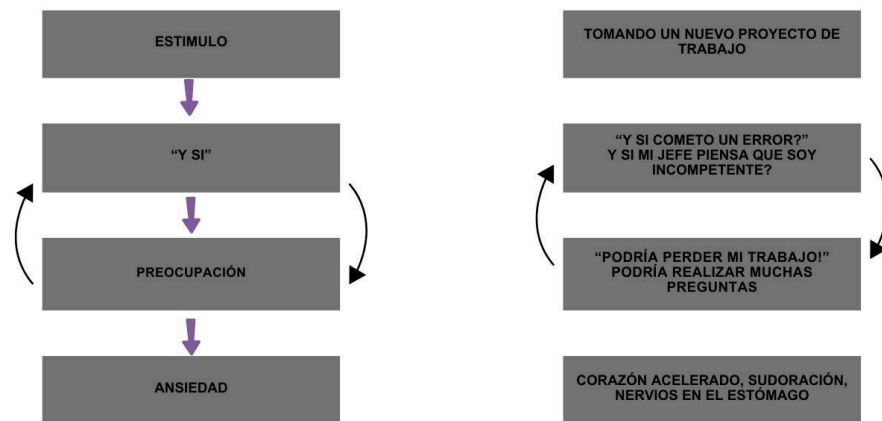 ESTIMULO
“Y SI”
PREOCUPACIÓN
ANSIEDAD
TOMANDO UN NUEVO PROYECTO DE
TRABAJO
“Y SI COMETO UN ERROR?”
Y SI MI JEFE PIENSA QUE SOY
INCOMPETENTE?
“PODRÍA PERDER MI TRABAJO!”
PODRÍA REALIZAR MUCHAS
PREGUNTAS
CORAZÓN ACELERADO, SUDORACIÓN,
NERVIOS EN EL ESTÓMAGO